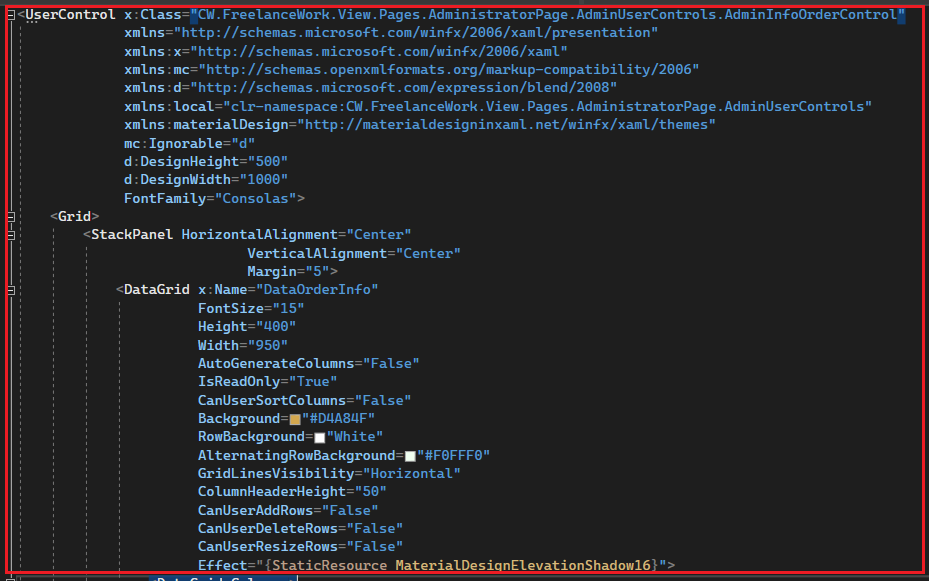 <UserControl x:Class="CW.FreelanceWork.View.Pages.AdministratorPage.AdminUserControls.AdminInfoOrderControl"
xmlns="http://schemas.microsoft.com/winfx/2006/xaml/presentation"
xmlns:x="http://schemas.microsoft.com/winfx/2006/xaml"
xmlns:mc="http://schemas.openxmlformats.org/markup-compatibility/2006"
xmlns:d="http://schemas.microsoft.com/expression/blend/2008"
xmlns:local="clr-namespace:CW.FreelanceWork.View.Pages.AdministratorPage.AdminUserControls"
xmlns:materialDesign="http://materialdesigninxaml.net/winfx/xaml/themes"
mc:Ignorable="d"
d:DesignHeight="500"
d:DesignWidth="1000"
FontFamily="Consolas">
<Grid>
<StackPanel HorizontalAlignment="Center"
VerticalAlignment="Center"
Margin="5">
<DataGrid x:Name="DataOrderInfo"
FontSize="15"
Height="400"
Width="950"
AutoGenerateColumns="False"
IsReadOnly="True"
CanUserSortColumns="False"
Background="#D4A84F"
RowBackground="White"
AlternatingRowBackground="#F0FFF0"
GridLinesVisibility="Horizontal"
ColumnHeaderHeight="50"
CanUserAddRows="False"
CanUserDeleteRows="False"
CanUserResizeRows="False"
Effect="{StaticResource MaterialDesignElevationShadow16}">